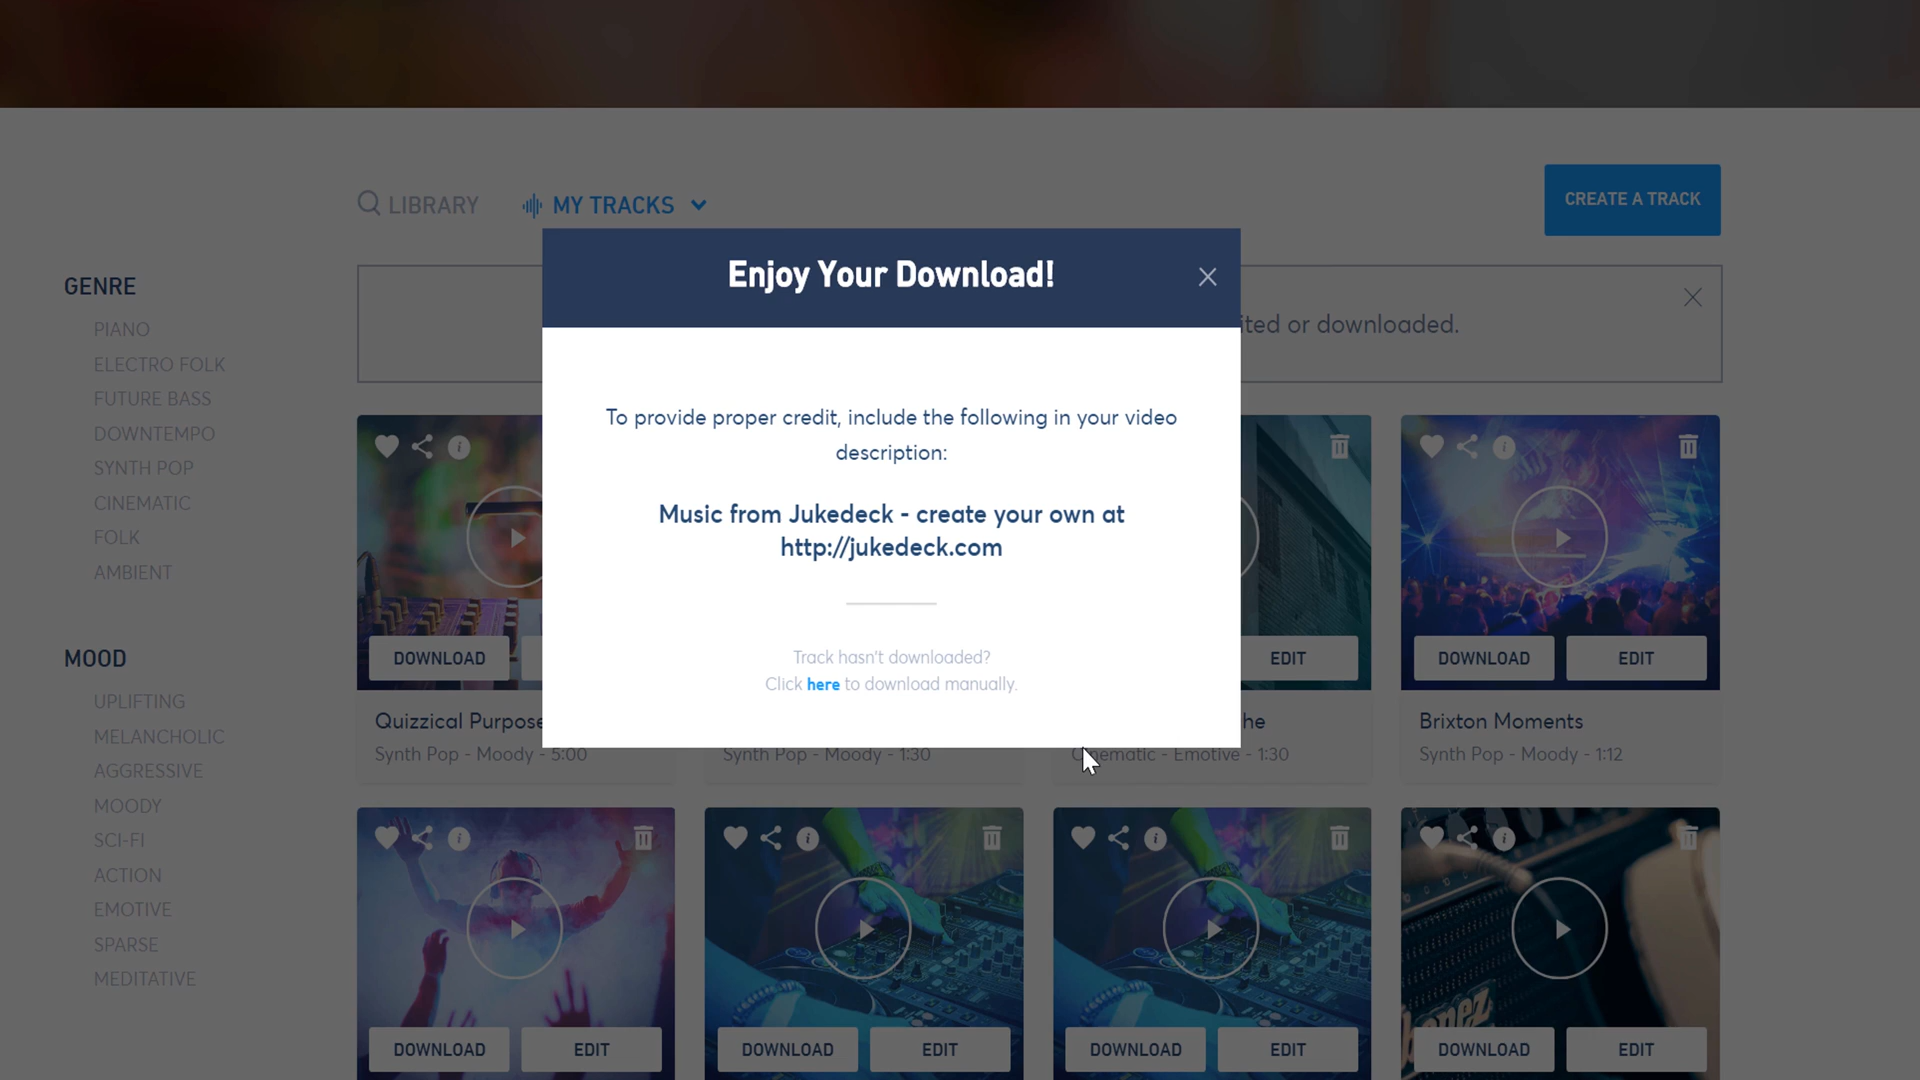 LIBRARY
MY TRACKS
CREATE A TRACK
Enjoy Your Download!
ited or downloaded.
To provide proper credit, include the following in your video
description:
Music from Jukedeck - create your own at
http://jukedeck.com
Track hasn't downloaded?
Click here to download manually.
GENRE
PIANO
ELECTRO FOLK
FUTURE BASS
DOWNTEMPO
SYNTH POP
CINEMATIC
FOLK
AMBIENT
MOOD
UPLIFTING
MELANCHOLIC
AGGRESSIVE
MOODY
SCI-FI
ACTION
EMOTIVE
SPARSE
MEDITATIVE
DOWNLOAD
EDIT
DOWNLOAD
EDIT
Quizzical Purpose
he
Brixton Moments
Synth Pop - Moody - 5:00
Synth Pop - Moody - 1:30
Cinematic - Emotive - 1:30
Synth Pop - Moody - 1:12
DOWNLOAD
EDIT
DOWNLOAD
EDIT
DOWNLOAD
EDIT
DOWNLOAD
EDIT